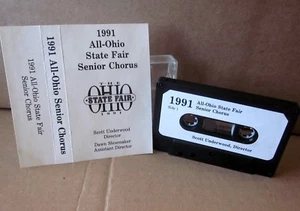 1991 All-Ohio State Fair
Senior Chorus
1991 All-Ohio Senior Chorus
1991
All-Ohio
State Fair
Senior Chorus
THE
OHIO
STATE FAIR
1991
Scott Underwood
Director
Dawn Shoemaker
Assistant Director
1991 All-Ohio State Fair
Side 1 Senior Chorus
Scott Underwood, Director